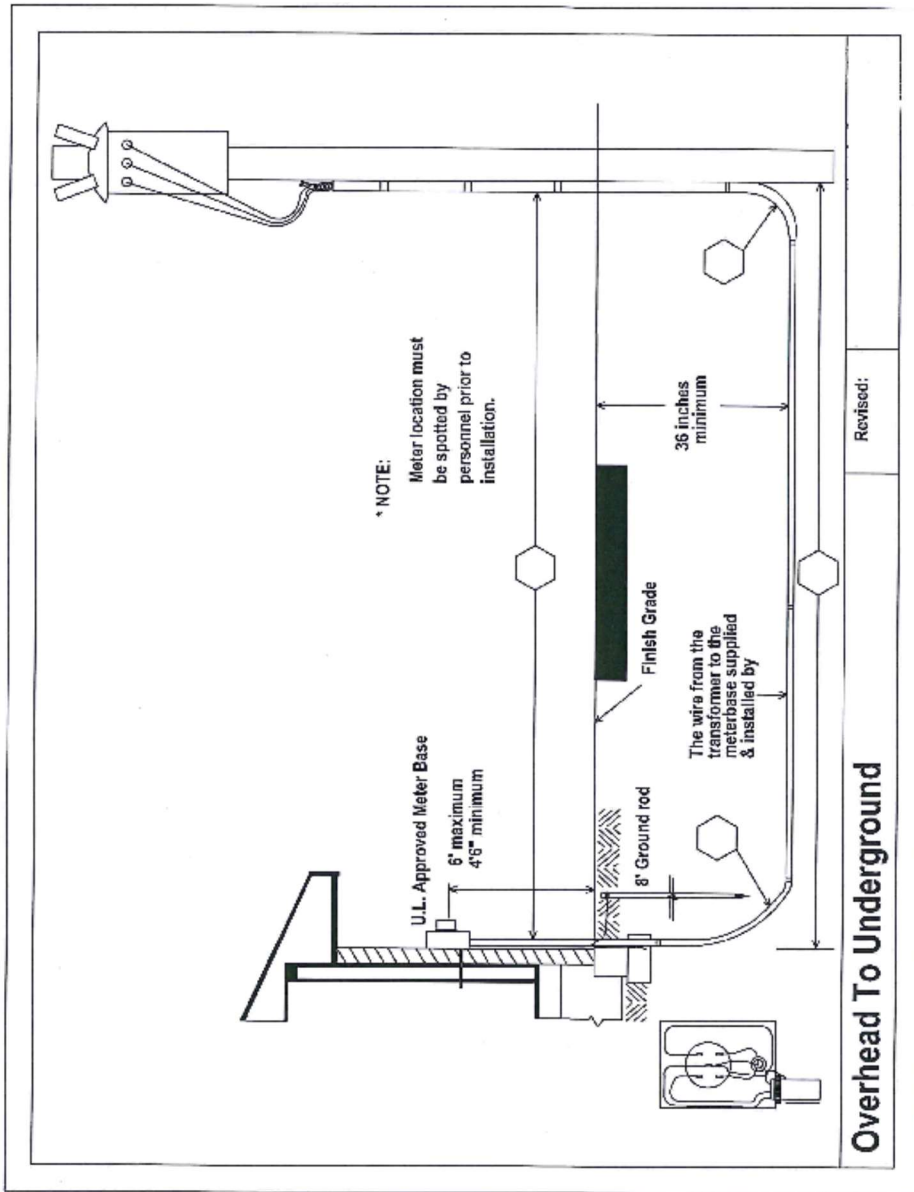 * NOTE:
Meter location must
be spotted by
personnel prior to
installation.
U.L. Approved Meter Base
6' maximum
4'6" minimum
Finish Grade
36 inches
minimum
8' Ground rod
The wire from the
transformer to the
meterbase supplied
& installed by
Overhead To Underground
Revised: